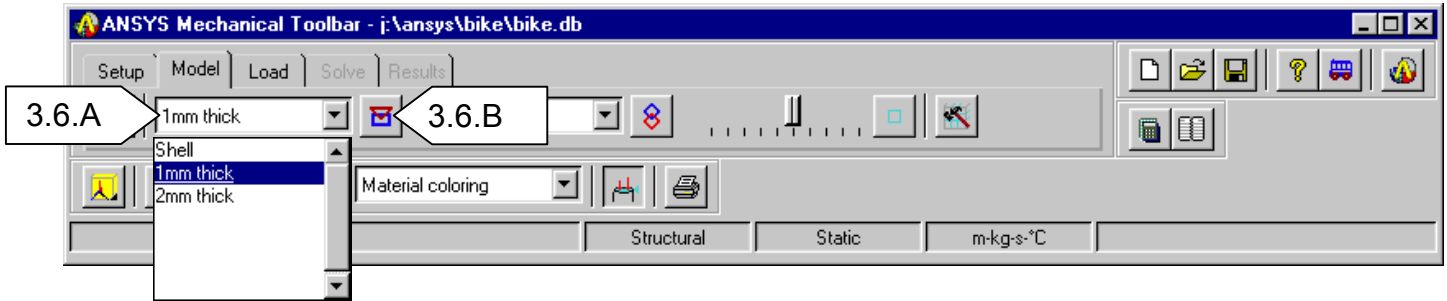 ANSYS Mechanical Toolbar - j:\ansys\bike\bike.db
Setup Model Load Solve Results
3.6.A 1mm thick 3.6.B
Shell
1mm thick
2mm thick
Material coloring
Structural Static m-kg-s-°C